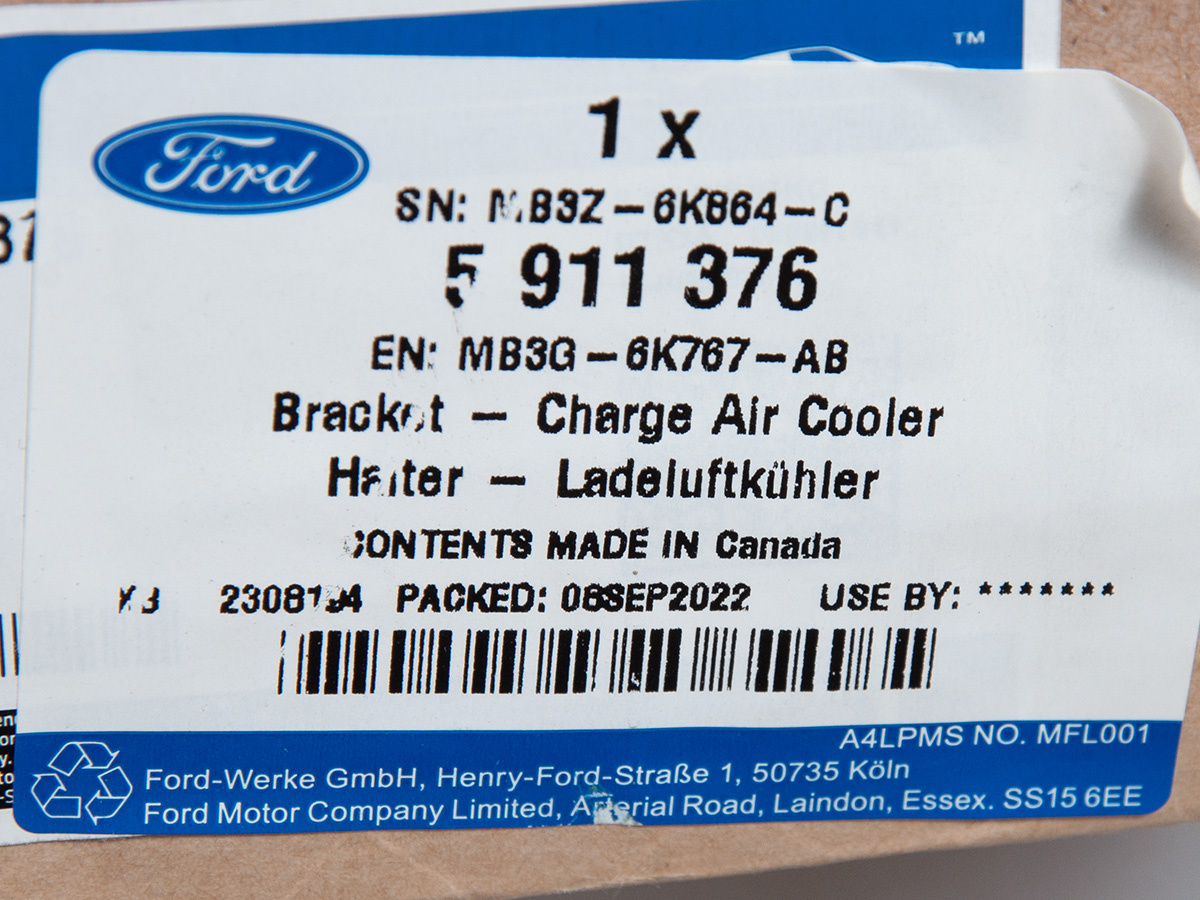 TM
Ford
1 x
SN: MB3Z-6K864-C
5 911 376
EN: MB3G-6K767-AB
Bracket - Charge Air Cooler
Halter - Ladeluftkühler
CONTENTS MADE IN Canada
PACKED: 06SEP2022 USE BY: *******
A4LPMS NO. MFL001
Ford-Werke GmbH, Henry-Ford-Straße 1, 50735 Köln
Ford Motor Company Limited, Arterial Road, Laindon, Essex. SS15 6EE